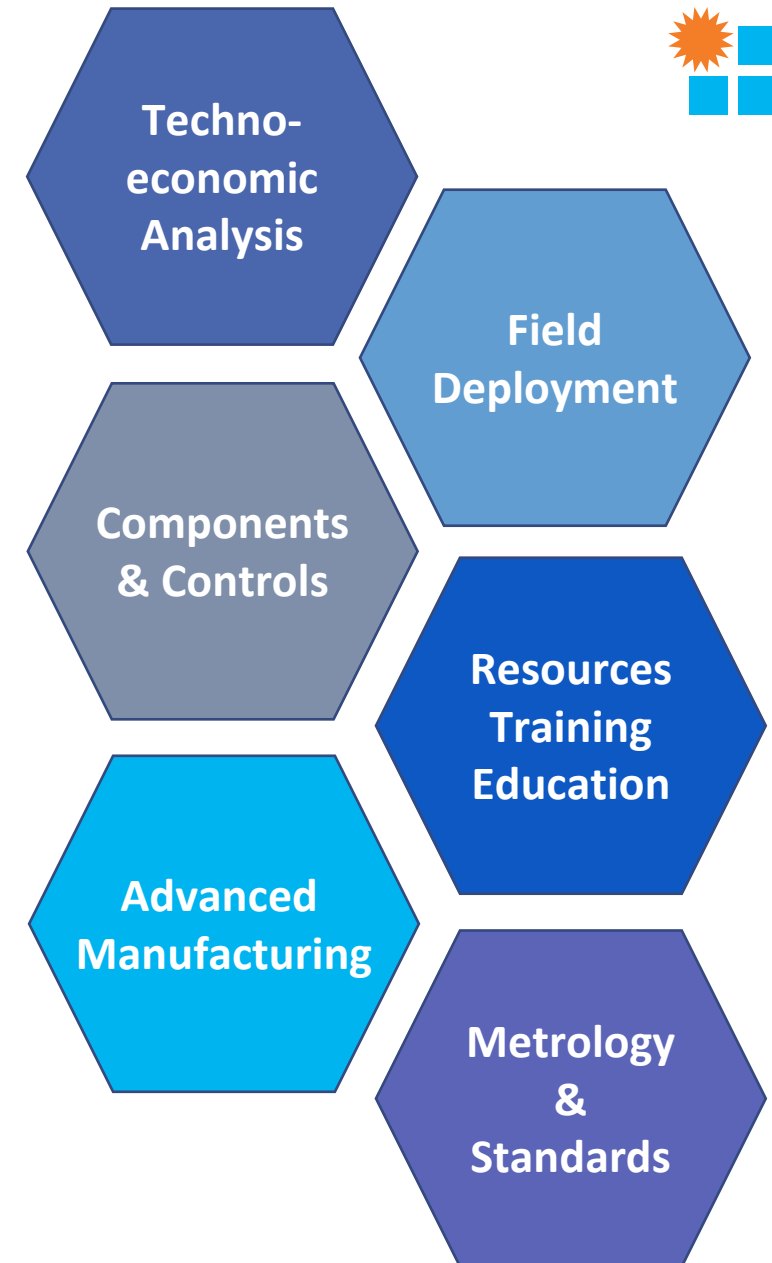 Techno-
economic
Analysis
Field
Deployment
Components
& Controls
Resources
Training
Education
Advanced
Manufacturing
Metrology
&
Standards